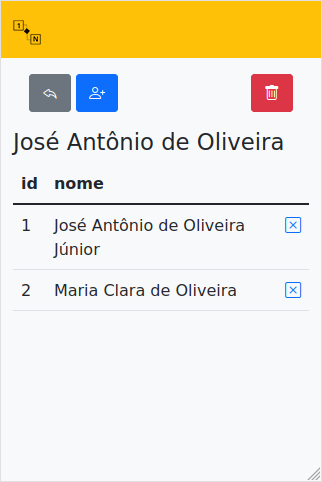 1
N
José Antônio de Oliveira
id nome
1 José Antônio de Oliveira
Júnior
2 Maria Clara de Oliveira